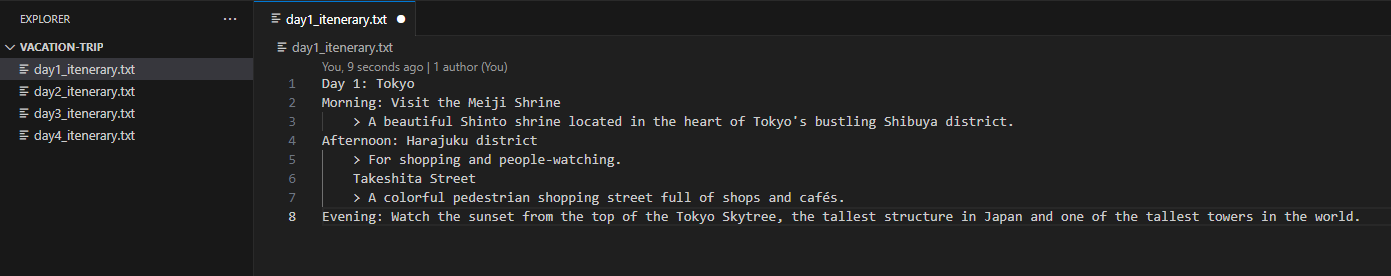 EXPLORER
···
VACATION-TRIP
day1_itenerary.txt
day2_itenerary.txt
day3_itenerary.txt
day4_itenerary.txt
day1_itenerary.txt
day1_itenerary.txt
You, 9 seconds ago | 1 author (You)
1 Day 1: Tokyo
2 Morning: Visit the Meiji Shrine
3 > A beautiful Shinto shrine located in the heart of Tokyo's bustling Shibuya district.
4 Afternoon: Harajuku district
5 > For shopping and people-watching.
6 Takeshita Street
7 > A colorful pedestrian shopping street full of shops and cafés.
8 Evening: Watch the sunset from the top of the Tokyo Skytree, the tallest structure in Japan and one of the tallest towers in the world.